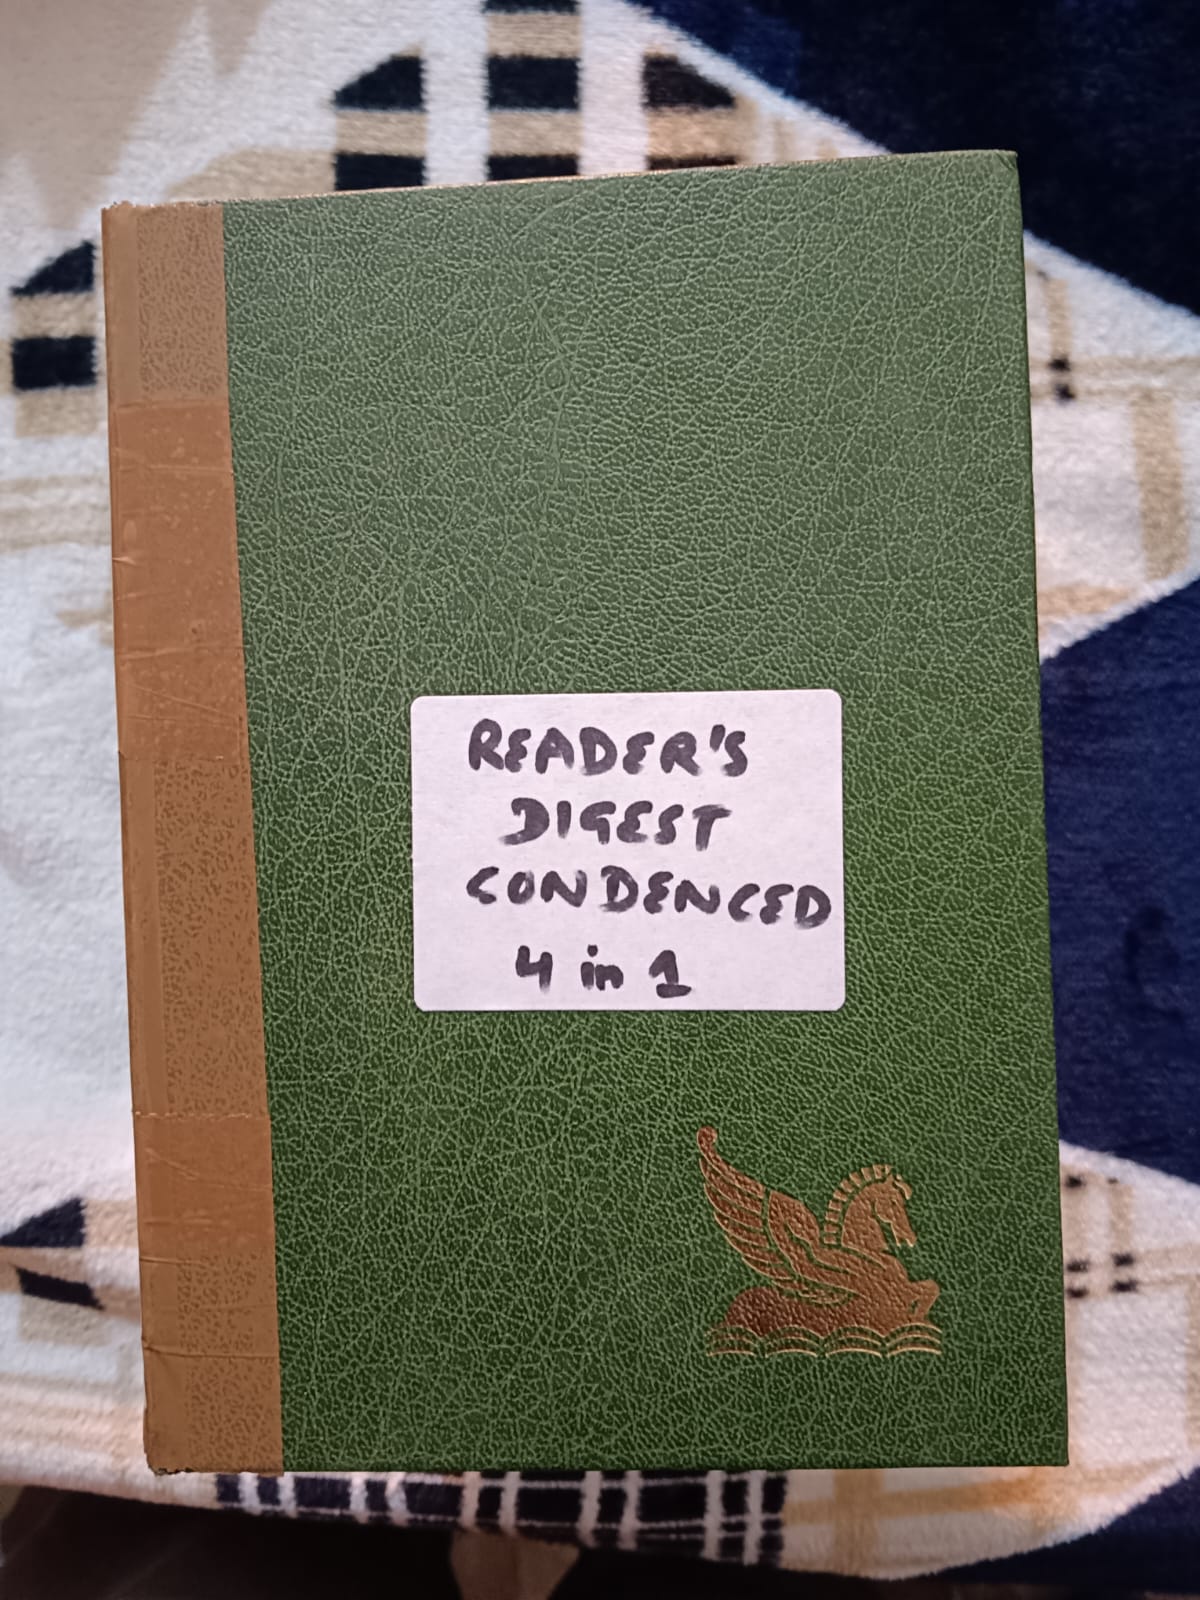 READER'S
DIGEST
CONDENCED
4 in 1